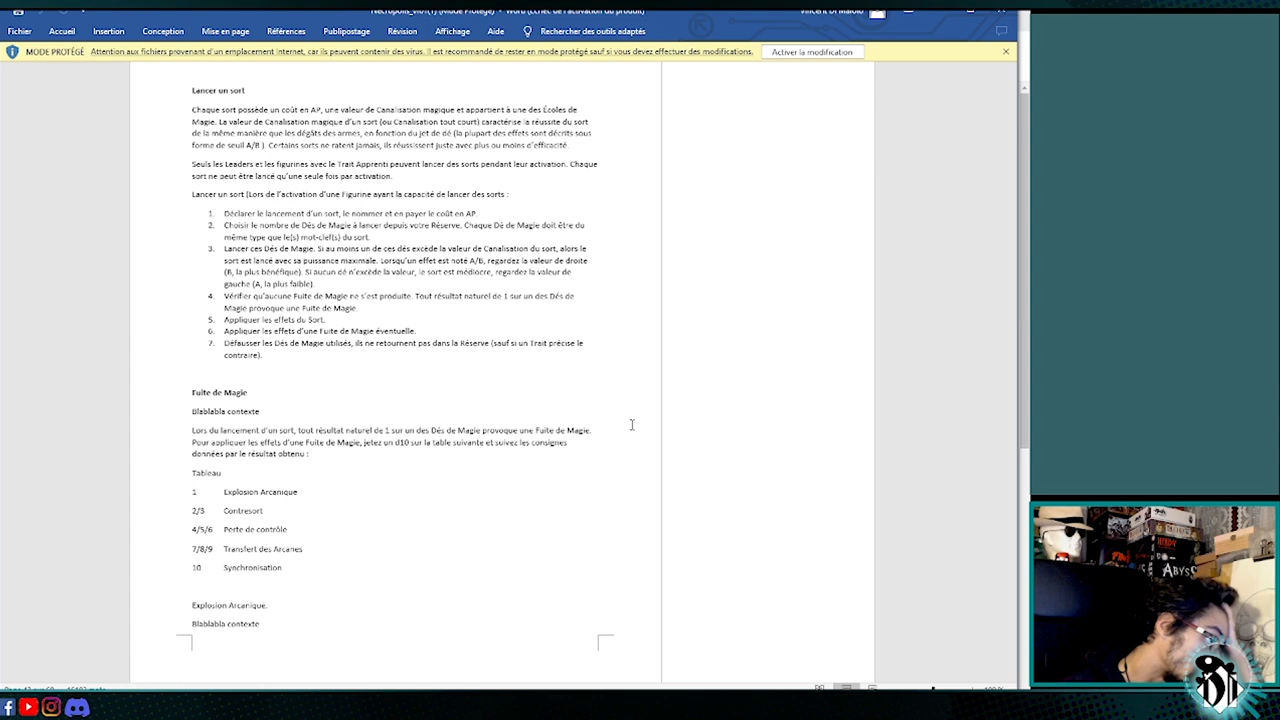 Necropolis_v101(1) (Mode Protégé) - Word (Échec de l'activation du produit)
Vincent Di Maiolo
Fichier Accueil Insertion Conception Mise en page Références Publipostage Révision Affichage Aide Rechercher des outils adaptés
MODE PROTÉGÉ Attention aux fichiers provenant d'un emplacement Internet, car ils peuvent contenir des virus. Il est recommandé de rester en mode protégé sauf si vous devez effectuer des modifications. Activer la modification
Lancer un sort
Chaque sort possède un coût en AP, une valeur de Canalisation magique et appartient à une des Écoles de
Magie. La valeur de Canalisation magique d'un sort (ou Canalisation tout court) caractérise la réussite du sort
de la même manière que les dégâts des armes, en fonction du jet de dé (la plupart des effets sont décrits sous
forme de seuil A/B ). Certains sorts ne ratent jamais, ils réussissent juste avec plus ou moins d'efficacité.
Seuls les Leaders et les figurines avec le Trait Apprenti peuvent lancer des sorts pendant leur activation. Chaque
sort ne peut être lancé qu'une seule fois par activation.
Lancer un sort (Lors de l'activation d'une Figurine ayant la capacité de lancer des sorts :
1. Déclarer le lancement d'un sort, le nommer et en payer le coût en AP.
2. Choisir le nombre de Dés de Magie à lancer depuis votre Réserve. Chaque Dé de Magie doit être du
même type que le(s) mot-clef(s) du sort.
3. Lancer ces Dés de Magie. Si au moins un de ces dés excède la valeur de Canalisation du sort, alors le
sort est lancé avec sa puissance maximale. Lorsqu'un effet est noté A/B, regardez la valeur de droite
(B, la plus bénéfique). Si aucun dé n'excède la valeur, le sort est médiocre, regardez la valeur de
gauche (A, la plus faible).
4. Vérifier qu'aucune Fuite de Magie ne s'est produite. Tout résultat naturel de 1 sur un des Dés de
Magie provoque une Fuite de Magie.
5. Appliquer les effets du Sort.
6. Appliquer les effets d'une Fuite de Magie éventuelle.
7. Défausser les Dés de Magie utilisés, ils ne retournent pas dans la Réserve (sauf si un Trait précise le
contraire).
Fuite de Magie
Blablabla contexte
Lors du lancement d'un sort, tout résultat naturel de 1 sur un des Dés de Magie provoque une Fuite de Magie.
Pour appliquer les effets d'une Fuite de Magie, jetez un d10 sur la table suivante et suivez les consignes
données par le résultat obtenu :
Tableau
1 Explosion Arcanique
2/3 Contresort
4/5/6 Perte de contrôle
7/8/9 Transfert des Arcanes
10 Synchronisation
Explosion Arcanique.
Blablabla contexte
ABYSS